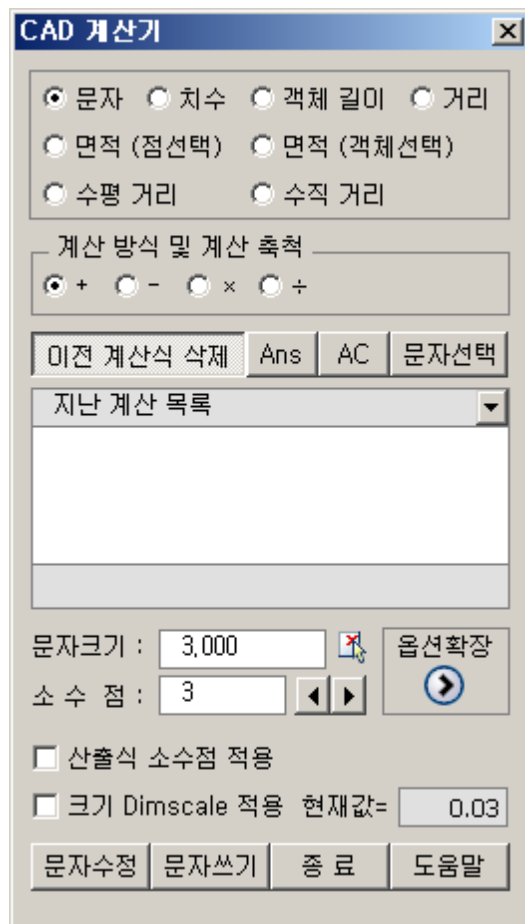 CAD 계산기
문자 치수 객체 길이 거리
면적 (점선택) 면적 (객체선택)
수평 거리 수직 거리
계산 방식 및 계산 축척
+ - × ÷
이전 계산식 삭제 Ans AC 문자선택
지난 계산 목록
문자크기 : 3,000 옵션확장
소 수 점 : 3
산출식 소수점 적용
크기 Dimscale 적용 현재값= 0.03
문자수정 문자쓰기 종 료 도움말